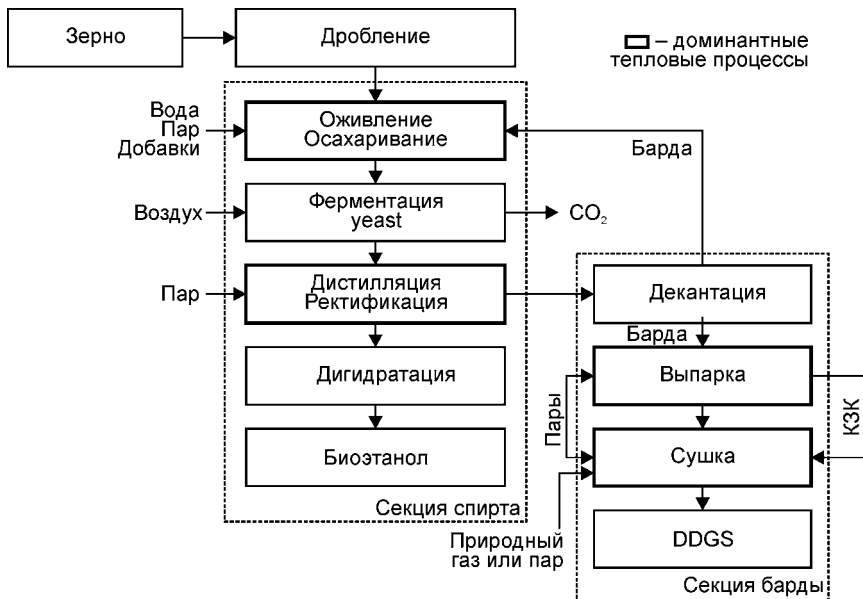 Зерно
Дробление
▭ – доминантные
тепловые процессы
Вода
Пар
Добавки
Оживление
Осахаривание
Барда
Воздух
Ферментация
yeast
CO₂
Пар
Дистилляция
Ректификация
Декантация
Барда
Дигидратация
Выпарка
Пары
КЗК
Биоэтанол
Сушка
Секция спирта
Природный
газ или пар
DDGS
Секция барды